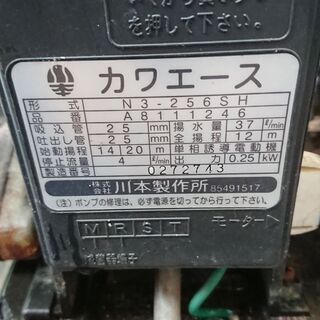 を押して下さい。
カワエース
形式 N3-256SH
品番 A8111246
吸込管 25 mm 揚水量 37 ℓ/min
吐出し管 25 mm 全揚程 12 m
始動揚程 14 20 m 単相誘導電動機
停止流量 4 ℓ/min 出力 0.25 kW
製造番号 0272743
株式会社 川本製作所 85491517
(注)ポンプの修理は、必ず電源を切ってから行って下さい。
M R S T モーター